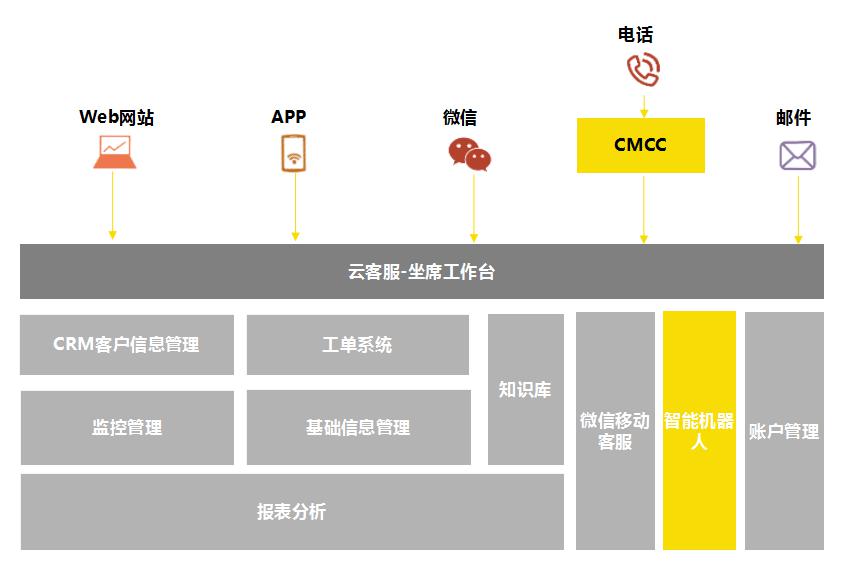 电话
Web网站
APP
微信
CMCC
邮件
云客服-坐席工作台
CRM客户信息管理
工单系统
知识库
监控管理
基础信息管理
微信移动
客服
智能机器
人
账户管理
报表分析